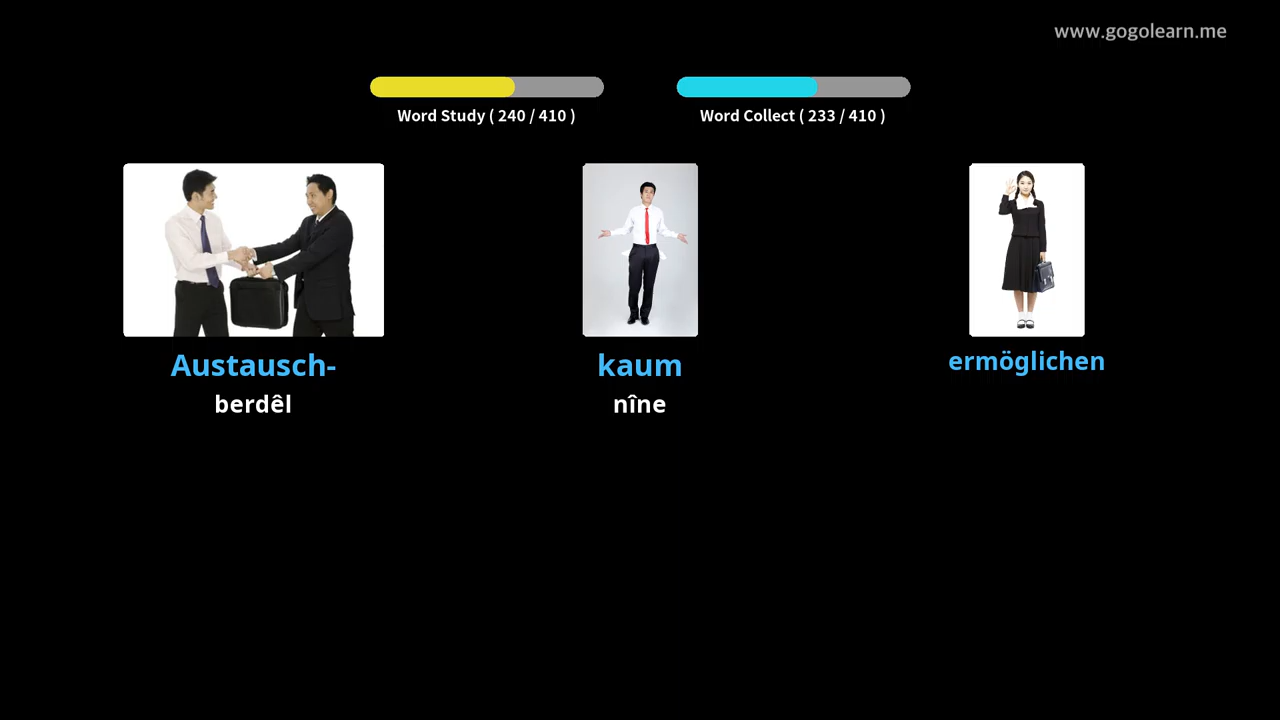 www.gogolearn.me
Word Study ( 240 / 410 )
Word Collect ( 233 / 410 )
Austausch-
berdêl
kaum
nîne
ermöglichen